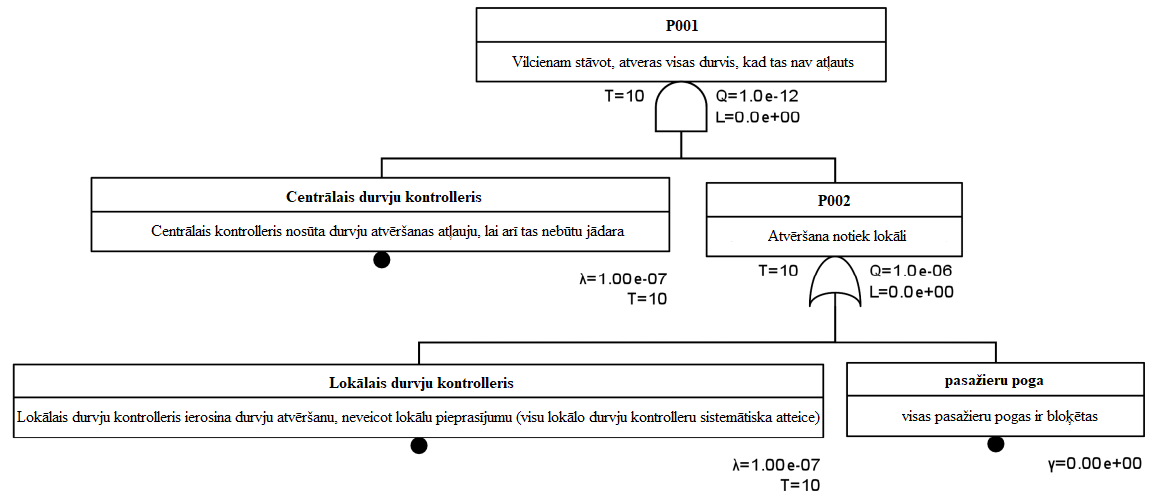 P001
Vilcienam stāvot, atveras visas durvis, kad tas nav atļauts
T=10
Q=1.0e-12
L=0.0e+00
Centrālais durvju kontrolleris
Centrālais kontrolleris nosūta durvju atvēršanas atļauju, lai arī tas nebūtu jādara
λ=1.00e-07
T=10
P002
Atvēršana notiek lokāli
T=10
Q=1.0e-06
L=0.0e+00
Lokālais durvju kontrolleris
Lokālais durvju kontrolleris ierosina durvju atvēršanu, neveicot lokālu pieprasījumu (visu lokālo durvju kontrolleru sistemātiska atteice)
λ=1.00e-07
T=10
pasažieru poga
visas pasažieru pogas ir bloķētas
γ=0.00e+00